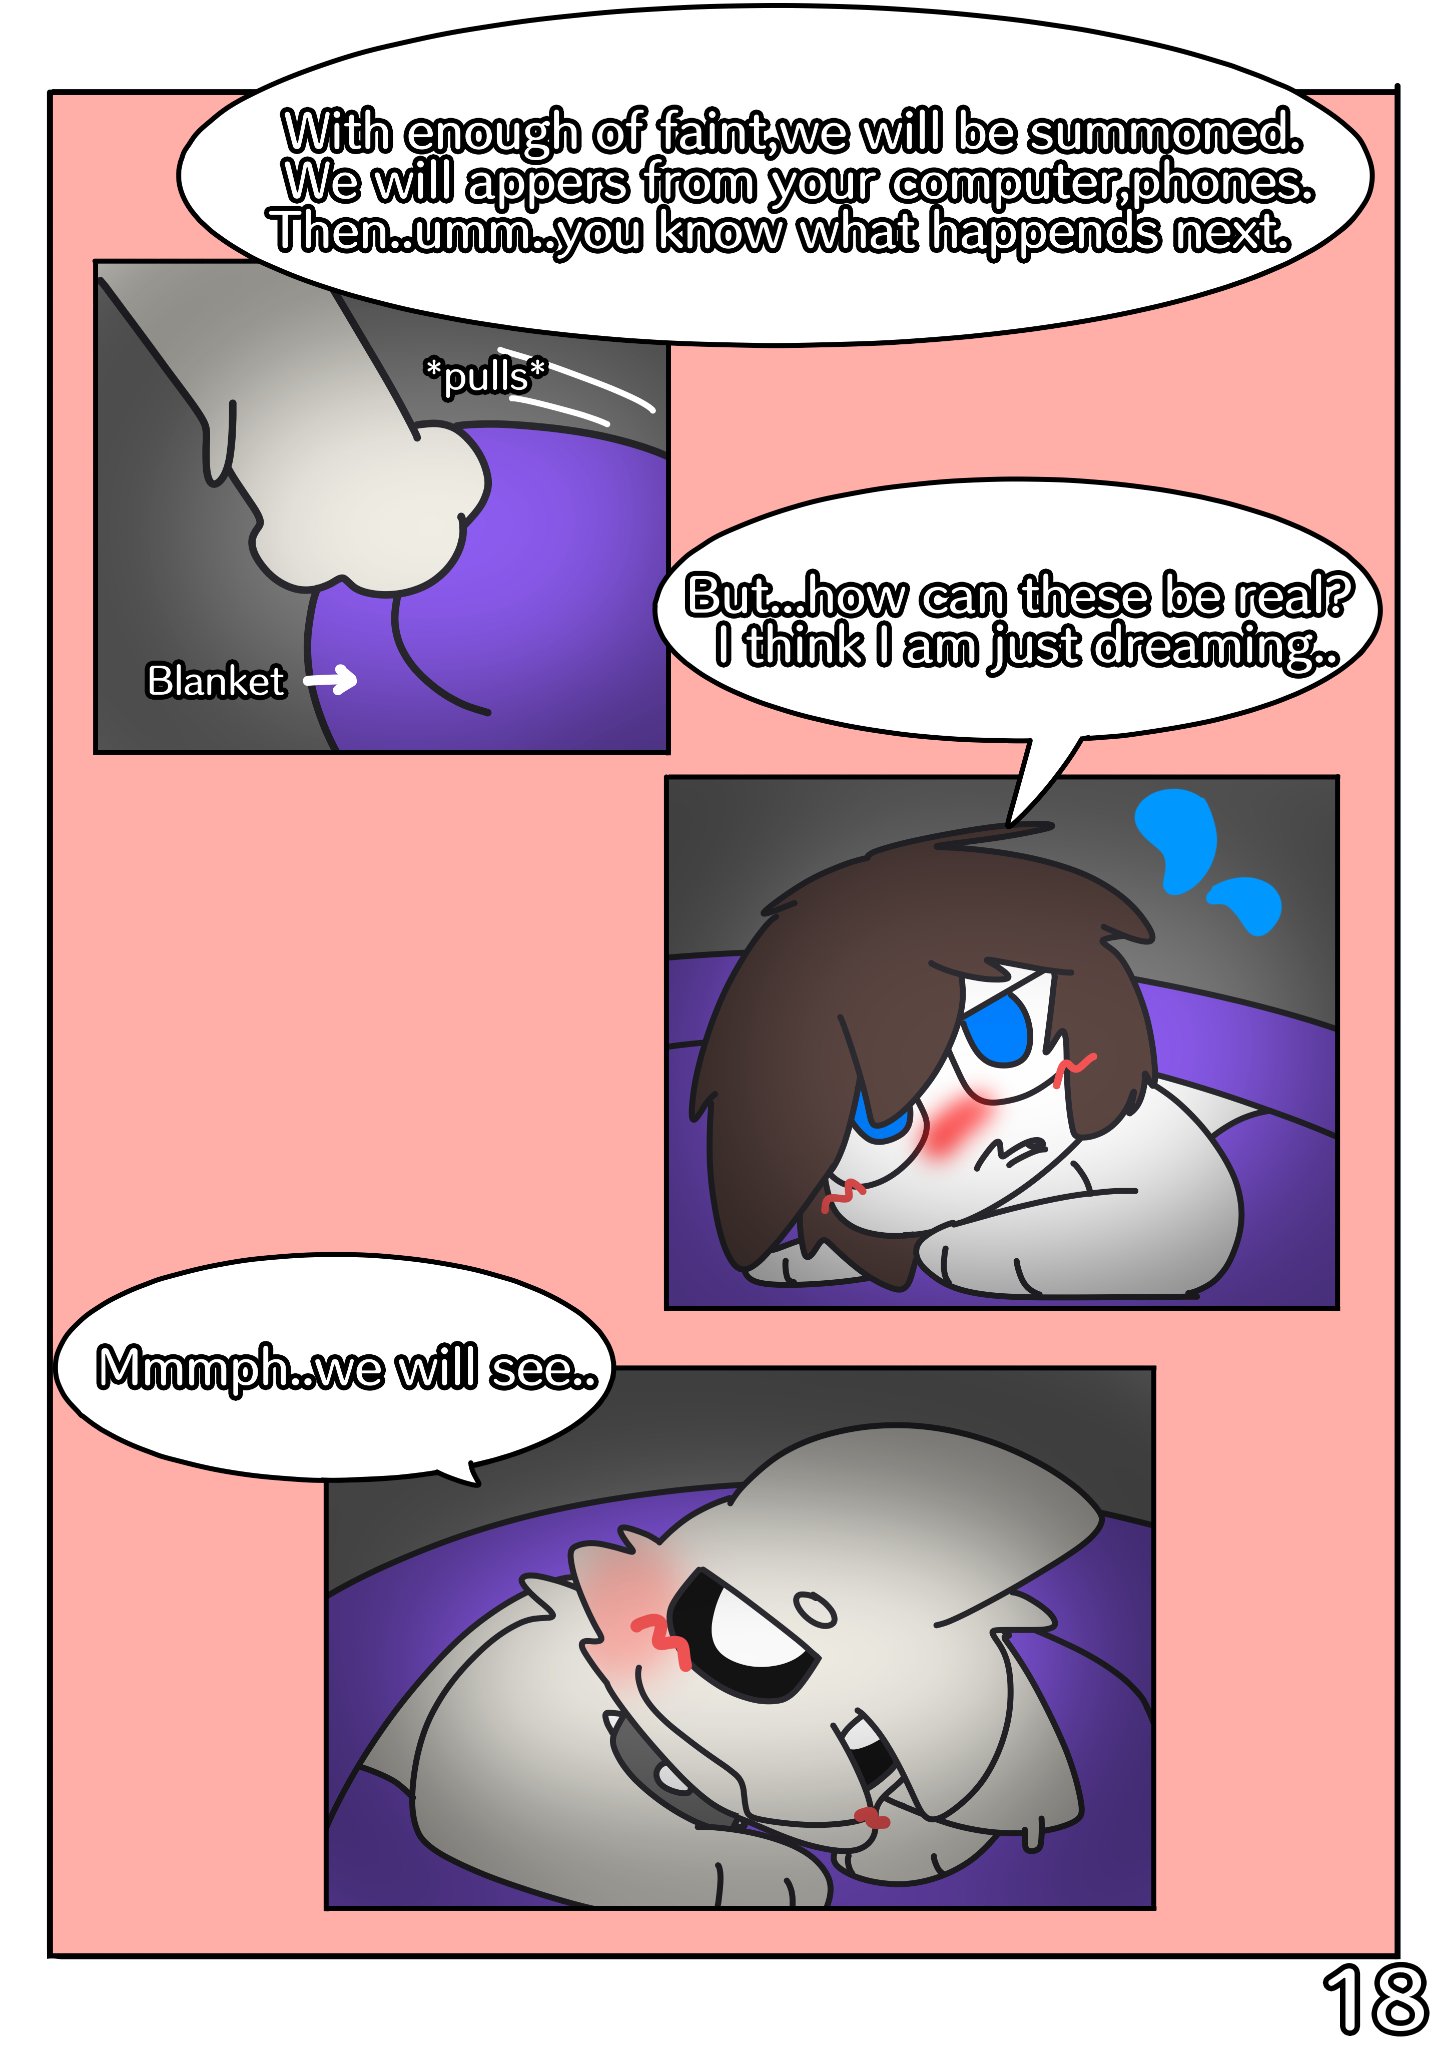 With enough of faint,we will be summoned.
We will appers from your computer,phones.
Then..umm..you know what happends next.
*pulls*
Blanket
But...how can these be real?
I think I am just dreaming..
Mmmph..we will see..
18